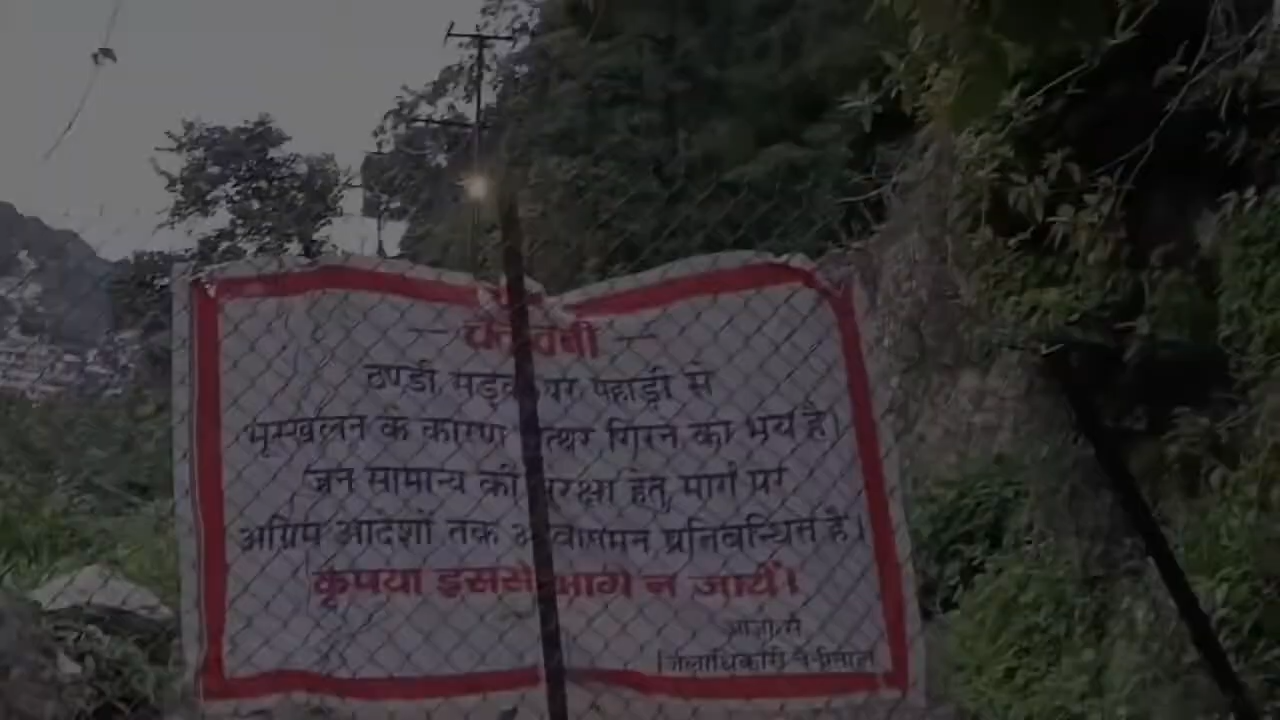 चेतावनी
ठण्डी सड़क पर पहाड़ी से
भूस्खलन के कारण पत्थर गिरने का भय है।
जन सामान्य की सुरक्षा हेतु मार्ग पर
अग्रिम आदेशों तक आवागमन प्रतिबन्धित है।
कृपया इससे आगे न जायें।
आज्ञा से
जिलाधिकारी नैनीताल